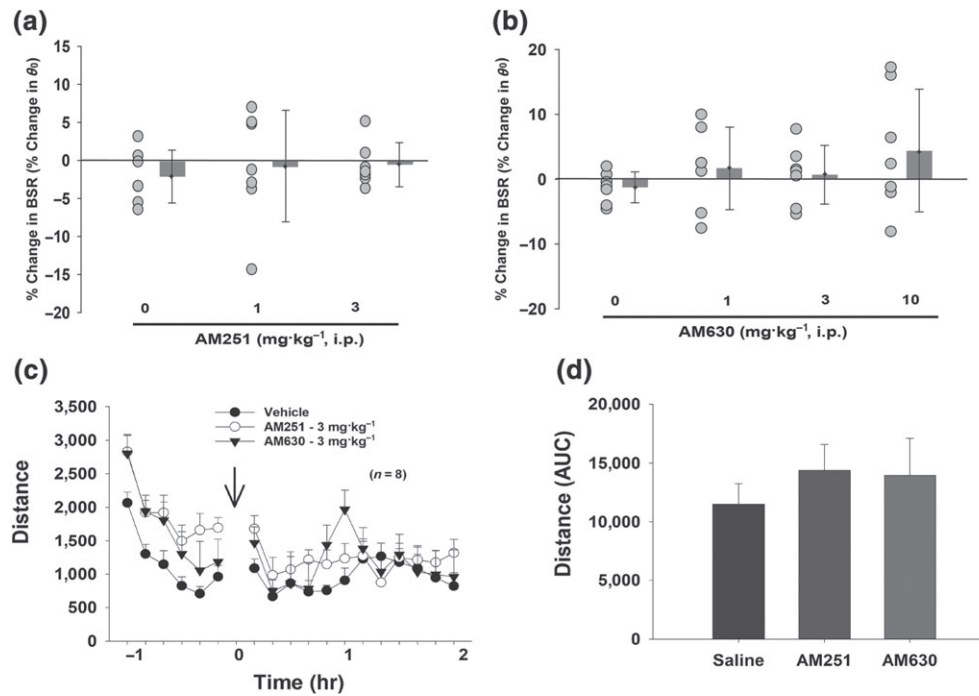 (a)
% Change in BSR (% Change in θ₀)
15
10
5
0
−5
−10
−15
−20
0 1 3
AM251 (mg·kg⁻¹, i.p.)
(b)
% Change in BSR (% Change in θ₀)
20
10
0
−10
−20
0 1 3 10
AM630 (mg·kg⁻¹, i.p.)
(c)
Distance
3,500
3,000
2,500
2,000
1,500
1,000
500
0
Vehicle
AM251 - 3 mg·kg⁻¹
AM630 - 3 mg·kg⁻¹
(n = 8)
−1 0 1 2
Time (hr)
(d)
Distance (AUC)
20,000
15,000
10,000
5,000
0
Saline AM251 AM630